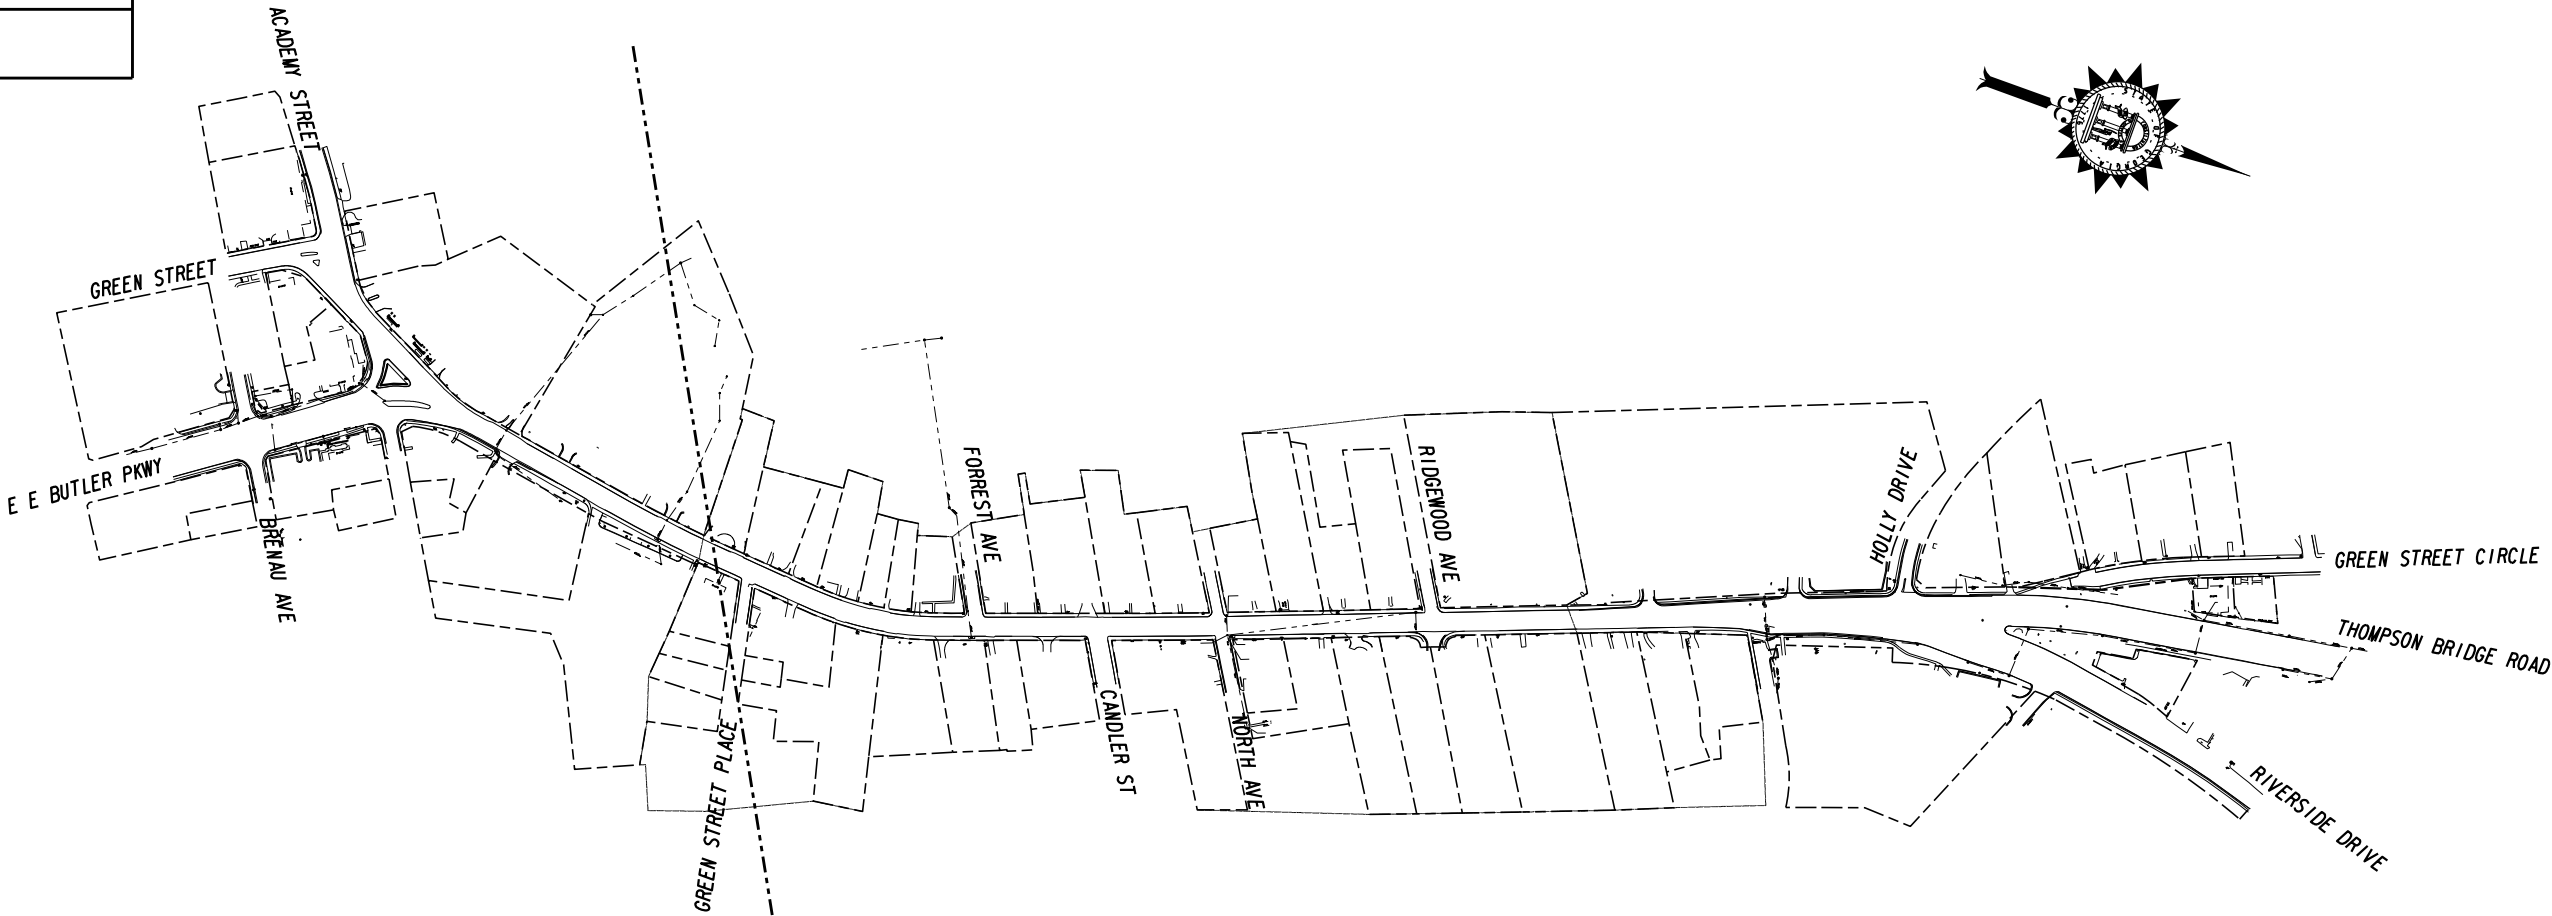 ACADEMY STREET
GREEN STREET
E E BUTLER PKWY
BRENAU AVE
GREEN STREET PLACE
FORREST AVE
CANDLER ST
NORTH AVE
RIDGEWOOD AVE
HOLLY DRIVE
GREEN STREET CIRCLE
THOMPSON BRIDGE ROAD
RIVERSIDE DRIVE